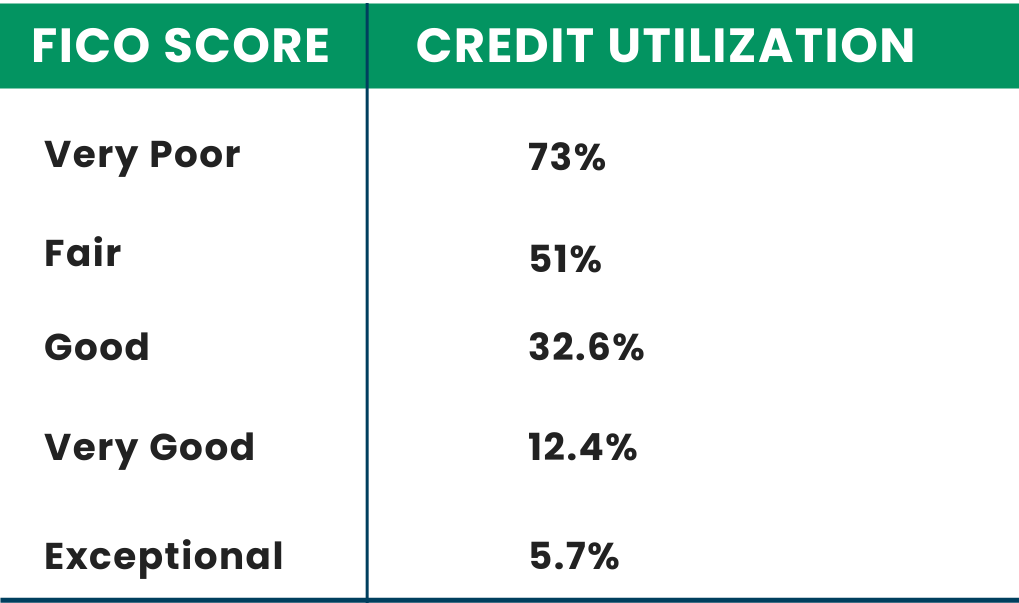 FICO SCORE CREDIT UTILIZATION
Very Poor 73%
Fair 51%
Good 32.6%
Very Good 12.4%
Exceptional 5.7%